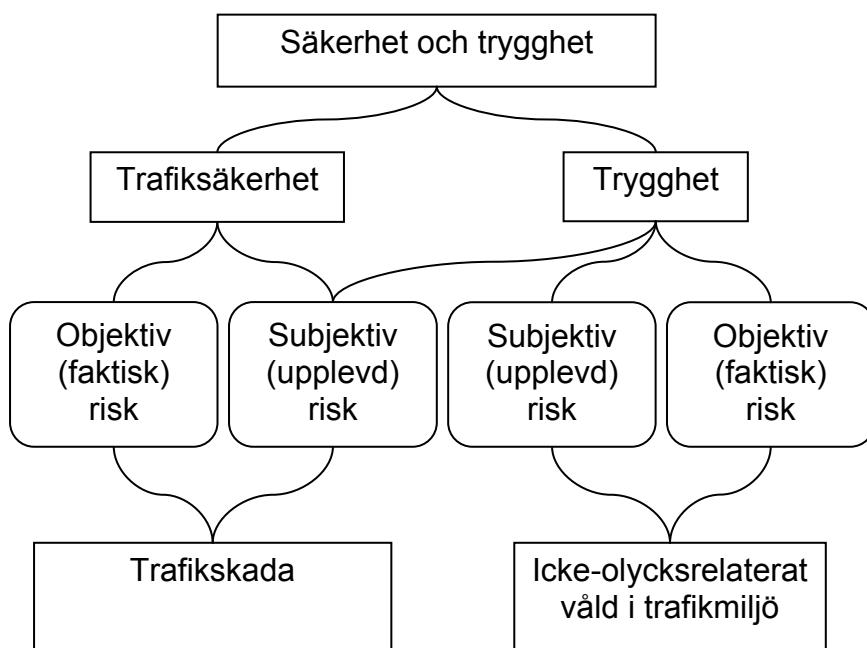 Säkerhet och trygghet
Trafiksäkerhet
Trygghet
Objektiv
(faktisk)
risk
Subjektiv
(upplevd)
risk
Subjektiv
(upplevd)
risk
Objektiv
(faktisk)
risk
Trafikskada
Icke-olycksrelaterat
våld i trafikmiljö